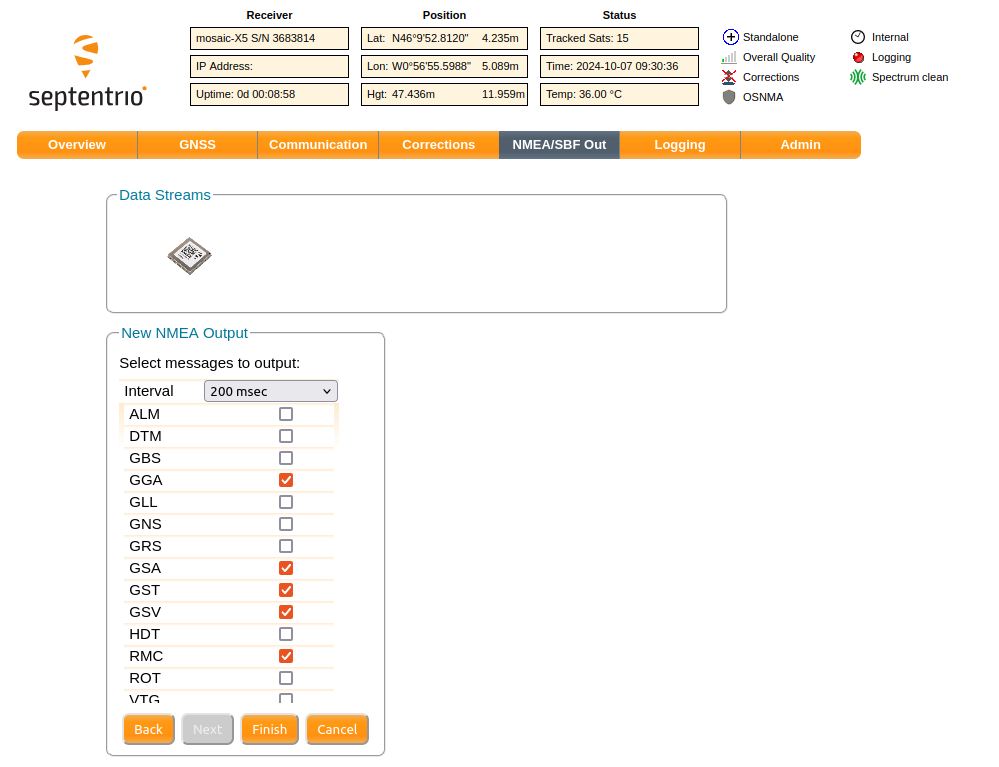 septentrio
Receiver
mosaic-X5 S/N 3683814
IP Address:
Uptime: 0d 00:08:58
Position
Lat: N46°9'52.8120" 4.235m
Lon: W0°56'55.5988" 5.089m
Hgt: 47.436m 11.959m
Status
Tracked Sats: 15
Time: 2024-10-07 09:30:36
Temp: 36.00 °C
Standalone
Overall Quality
Corrections
OSNMA
Internal
Logging
Spectrum clean
Overview GNSS Communication Corrections NMEA/SBF Out Logging Admin
Data Streams
New NMEA Output
Select messages to output:
Interval 200 msec
ALM
DTM
GBS
GGA
GLL
GNS
GRS
GSA
GST
GSV
HDT
RMC
ROT
VTG
Back Next Finish Cancel